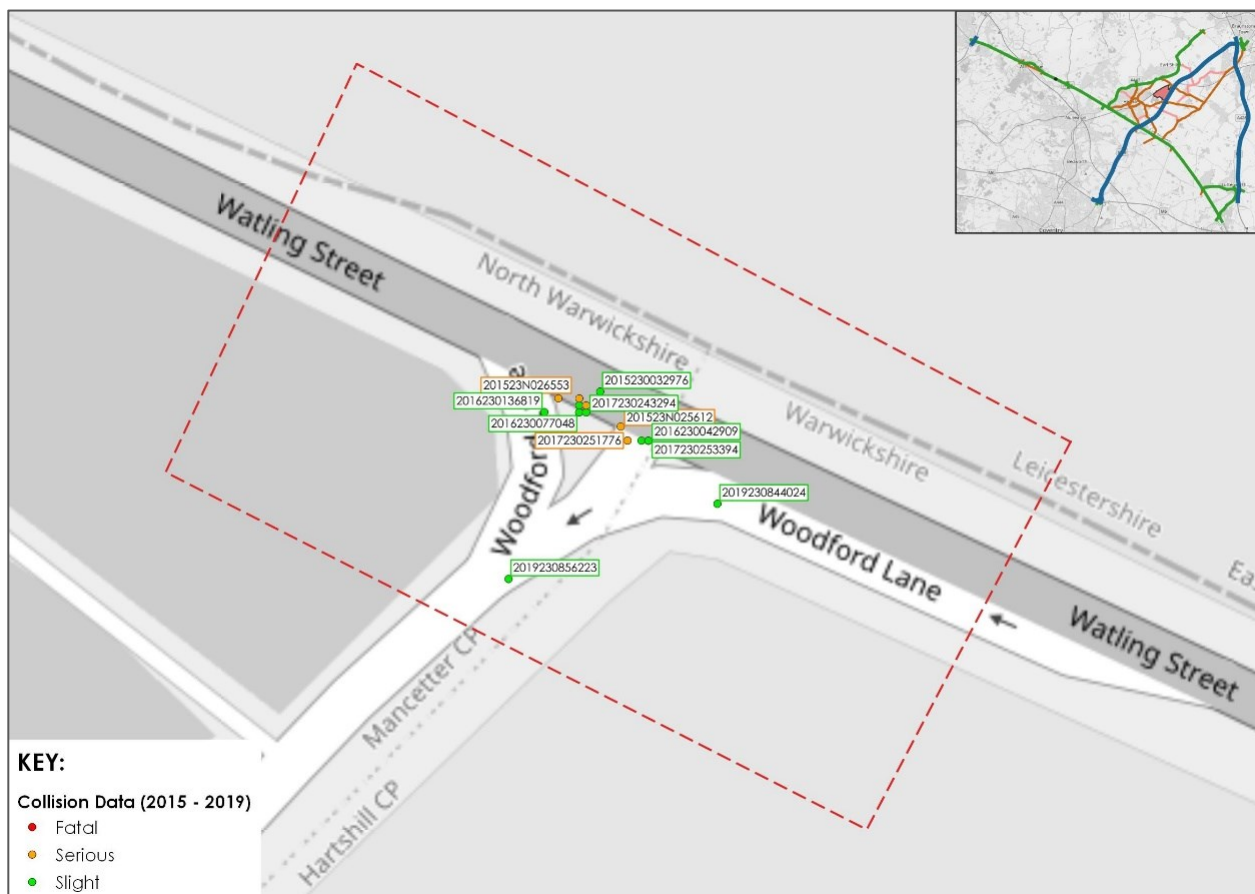 Watling Street
North Warwickshire
Warwickshire
Leicestershire
201523N026553
2015230032976
2016230136819
2017230243294
201523N025612
2016230077048
2016230042909
2017230251776
2017230253394
2019230844024
Woodford
Woodford Lane
2019230856223
Watling Street
Mancetter CP
Hartshill CP
KEY:
Collision Data (2015 - 2019)
Fatal
Serious
Slight